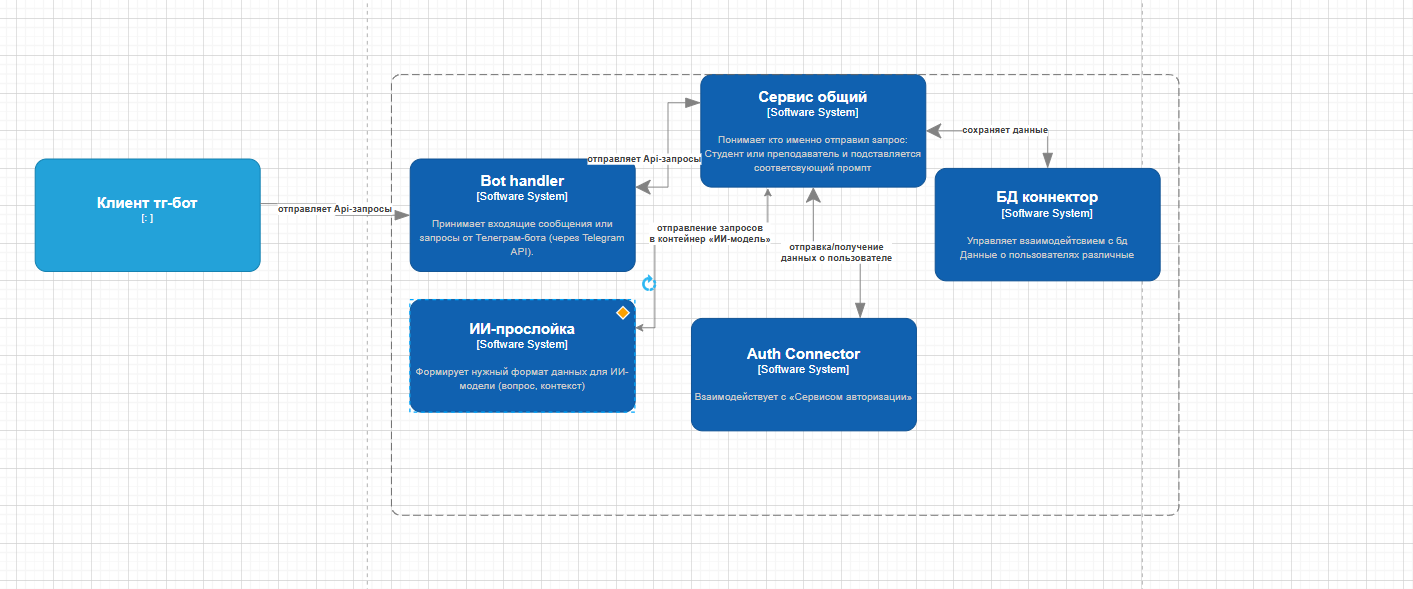 Клиент тг-бот
[: ]
отправляет Api-запросы
Bot handler
[Software System]
Принимает входящие сообщения или
запросы от Телеграм-бота (через Telegram
API).
отправляет Api-запросы
Сервис общий
[Software System]
Понимает кто именно отправил запрос:
Студент или преподаватель и подставляется
соответсвующий промпт
сохраняет данные
БД коннектор
[Software System]
Управляет взаимодейтсвием с бд
Данные о пользователях различные
отправление запросов
в контейнер «ИИ-модель»
отправка/получение
данных о пользователе
ИИ-прослойка
[Software System]
Формирует нужный формат данных для ИИ-
модели (вопрос, контекст)
Auth Connector
[Software System]
Взаимодействует с «Сервисом авторизации»